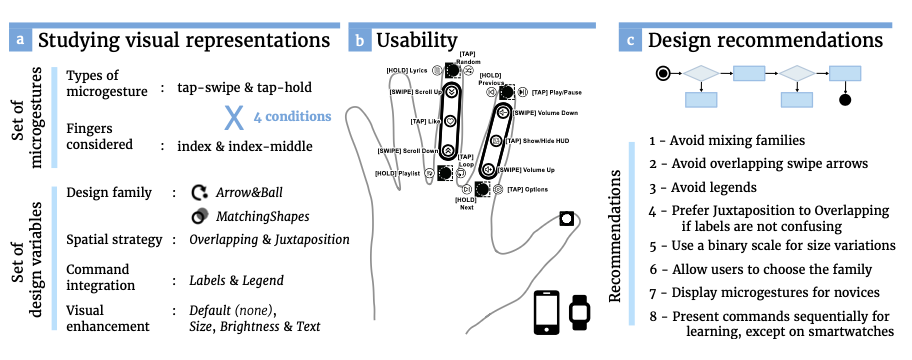 a Studying visual representations
Set of
microgestures
Types of
microgesture : tap-swipe & tap-hold
X 4 conditions
Fingers
considered : index & index-middle
Set of
design variables
Design family : Arrow&Ball
MatchingShapes
Spatial strategy : Overlapping & Juxtaposition
Command
integration : Labels & Legend
Visual
enhancement : Default (none),
Size, Brightness & Text
b Usability
[TAP]
Random
[HOLD] Lyrics
[HOLD]
Previous
[SWIPE] Scroll Up
[TAP] Play/Pause
[SWIPE] Volume Down
[TAP] Like
[TAP] Show/Hide HUD
[SWIPE] Scroll Down
[TAP]
Loop
[HOLD] Playlist
[SWIPE] Volume Up
[TAP] Options
[HOLD]
Next
c Design recommendations
Recommendations
1 - Avoid mixing families
2 - Avoid overlapping swipe arrows
3 - Avoid legends
4 - Prefer Juxtaposition to Overlapping
if labels are not confusing
5 - Use a binary scale for size variations
6 - Allow users to choose the family
7 - Display microgestures for novices
8 - Present commands sequentially for
learning, except on smartwatches